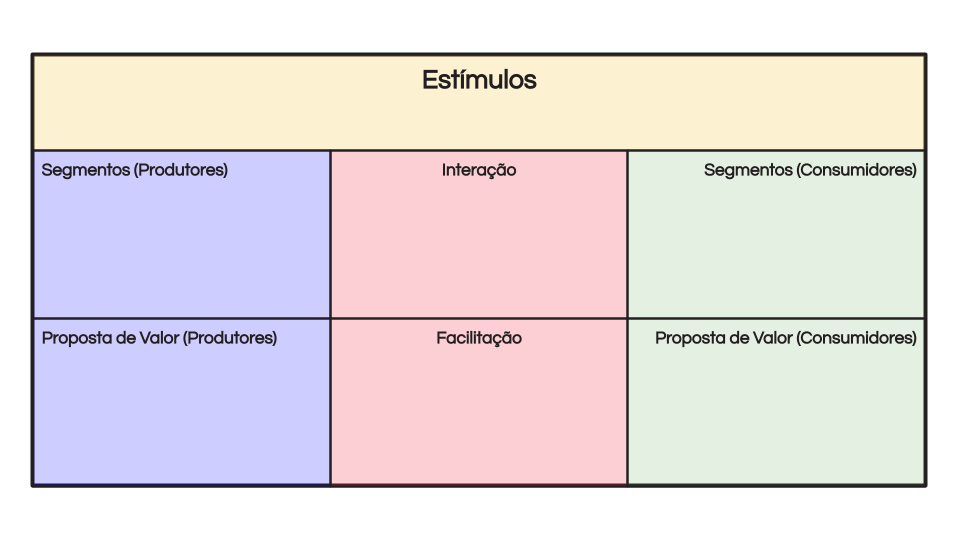 Estímulos
Segmentos (Produtores)
Interação
Segmentos (Consumidores)
Proposta de Valor (Produtores)
Facilitação
Proposta de Valor (Consumidores)